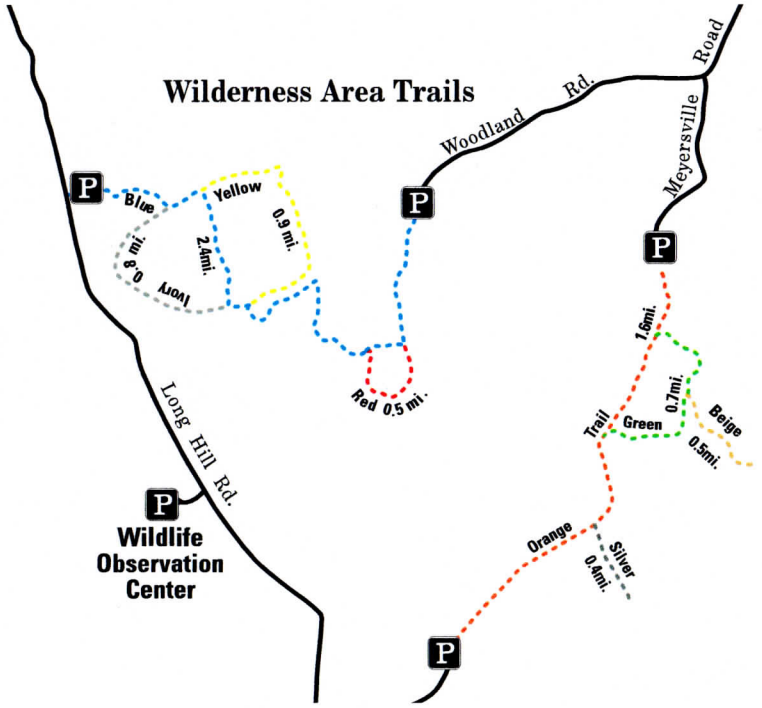 Wilderness Area Trails
Road
Woodland Rd.
Meyersville
P
Blue
Yellow
0.9 mi.
2.4mi.
0.8 mi.
Ivory
P
P
1.6mi.
Red 0.5 mi.
0.7mi.
Green
Trail
Beige
0.5mi.
Long Hill Rd.
P
Wildlife
Observation
Center
Orange
Silver
0.4mi.
P